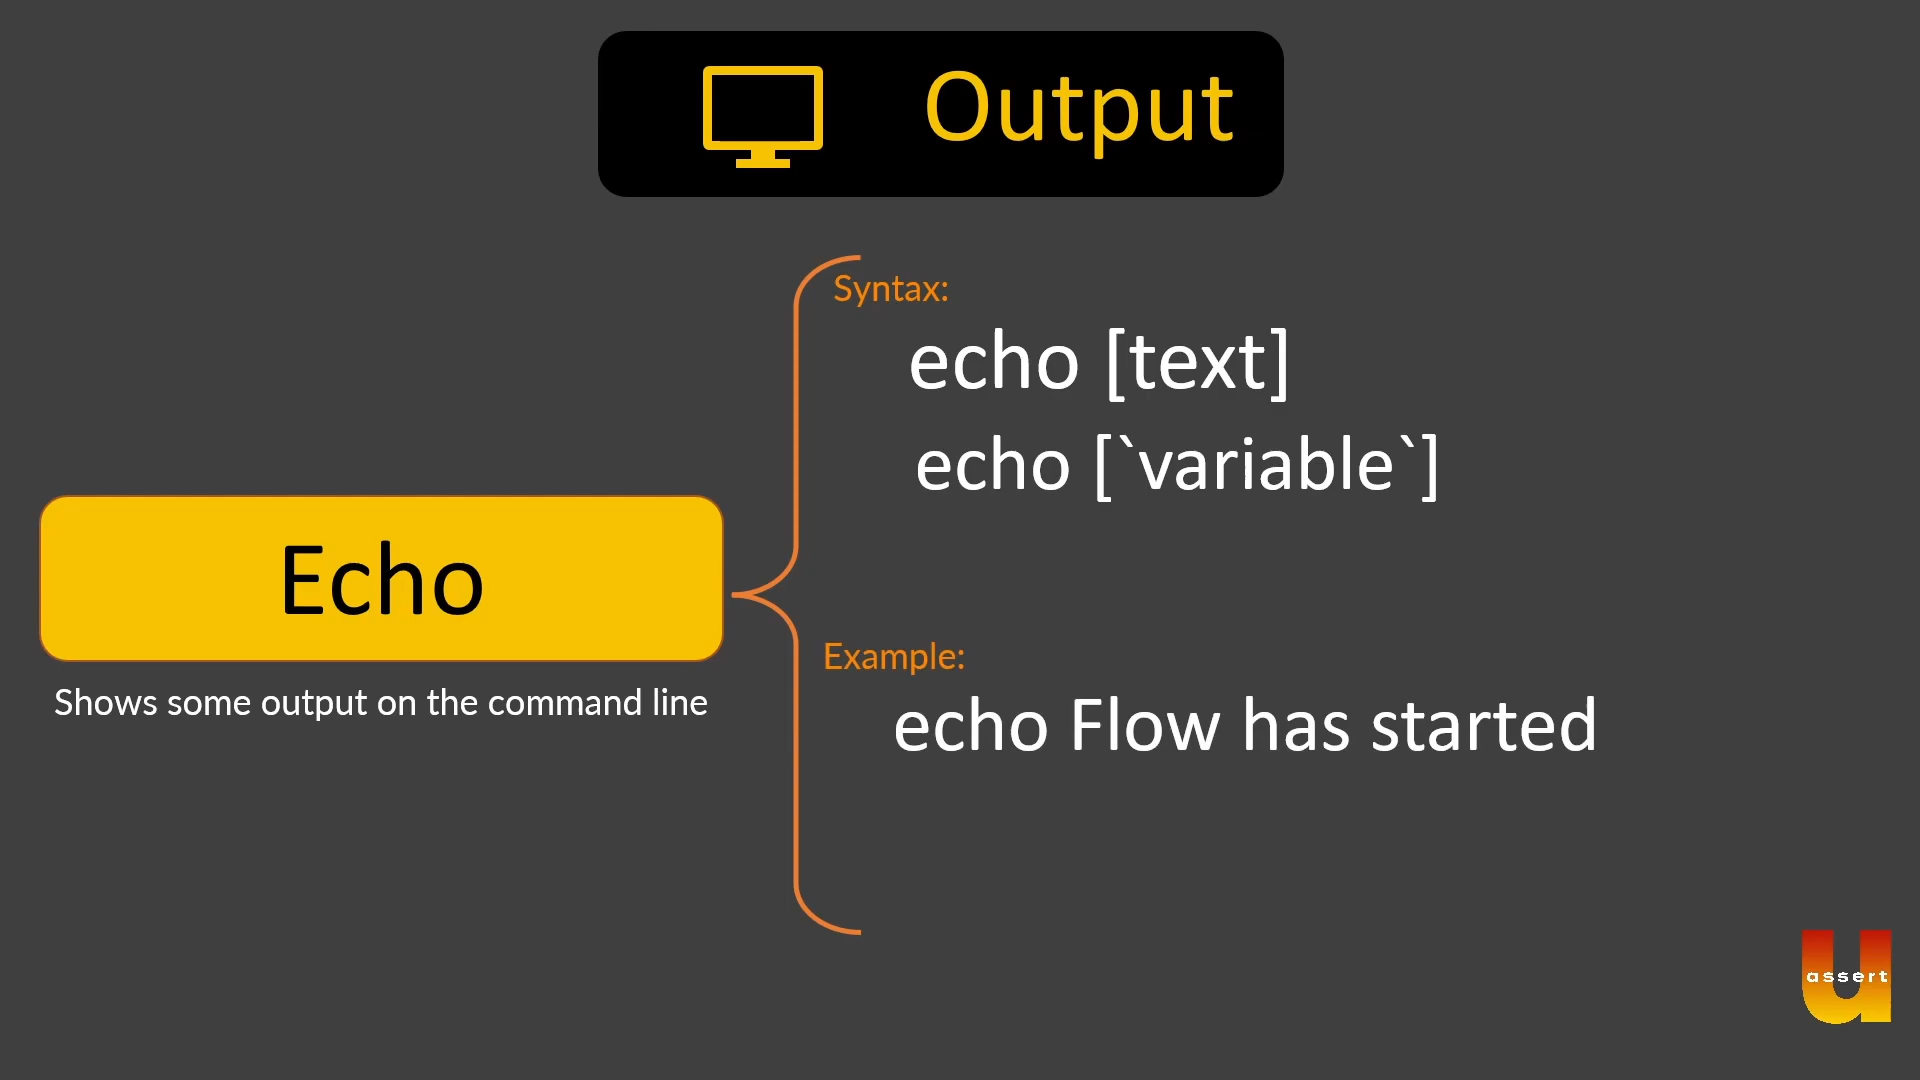 Output
Syntax:
echo [text]
echo [`variable`]
Echo
Shows some output on the command line
Example:
echo Flow has started
u
assert